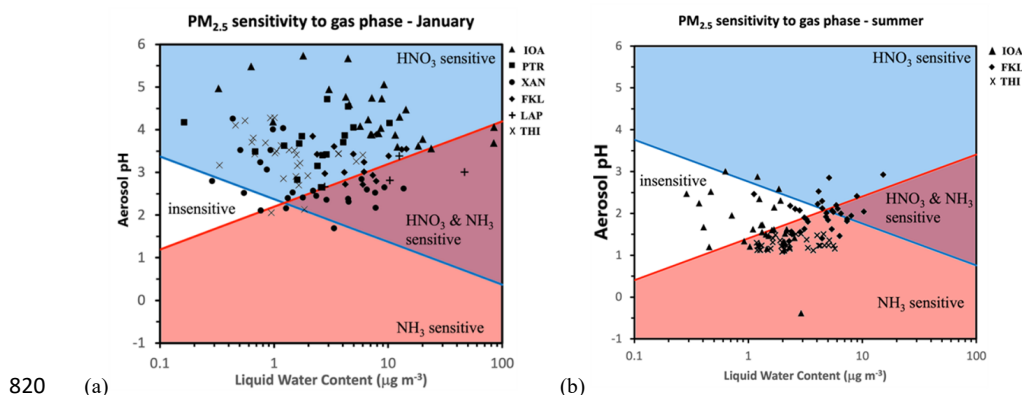 PM2.5 sensitivity to gas phase - January
6
5
4
3
2
1
0
-1
Aerosol pH
HNO3 sensitive
insensitive
HNO3 & NH3
sensitive
NH3 sensitive
0.1 1 10 100
Liquid Water Content (μg m-3)
IOA
PTR
XAN
FKL
LAP
THI
PM2.5 sensitivity to gas phase - summer
6
5
4
3
2
1
0
-1
Aerosol pH
HNO3 sensitive
insensitive
HNO3 & NH3
sensitive
NH3 sensitive
0.1 1 10 100
Liquid Water Content (μg m-3)
IOA
FKL
THI
820 (a) (b)